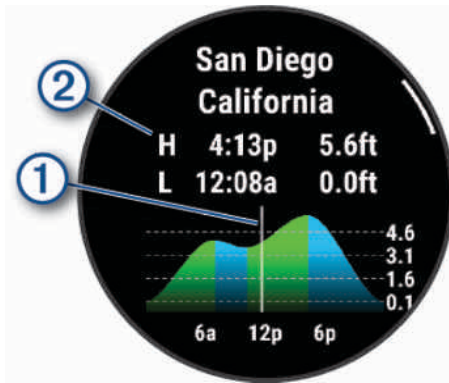 San Diego
California
② H 4:13p 5.6ft
① L 12:08a 0.0ft
4.6
3.1
1.6
0.1
6a 12p 6p